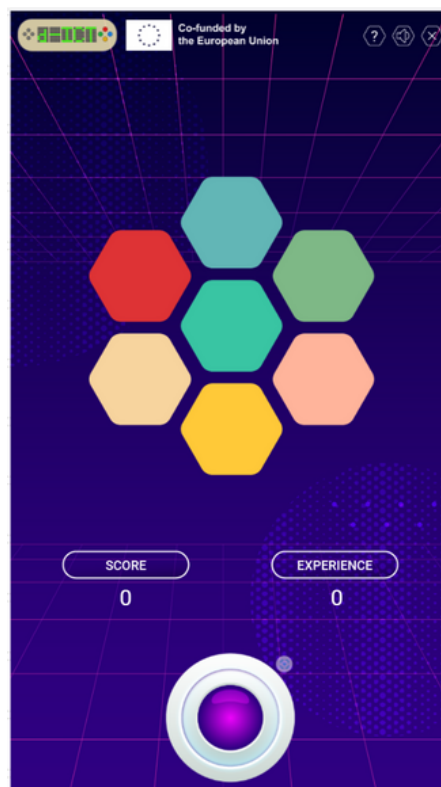 Co-funded by
the European Union
?
SCORE
EXPERIENCE
0
0